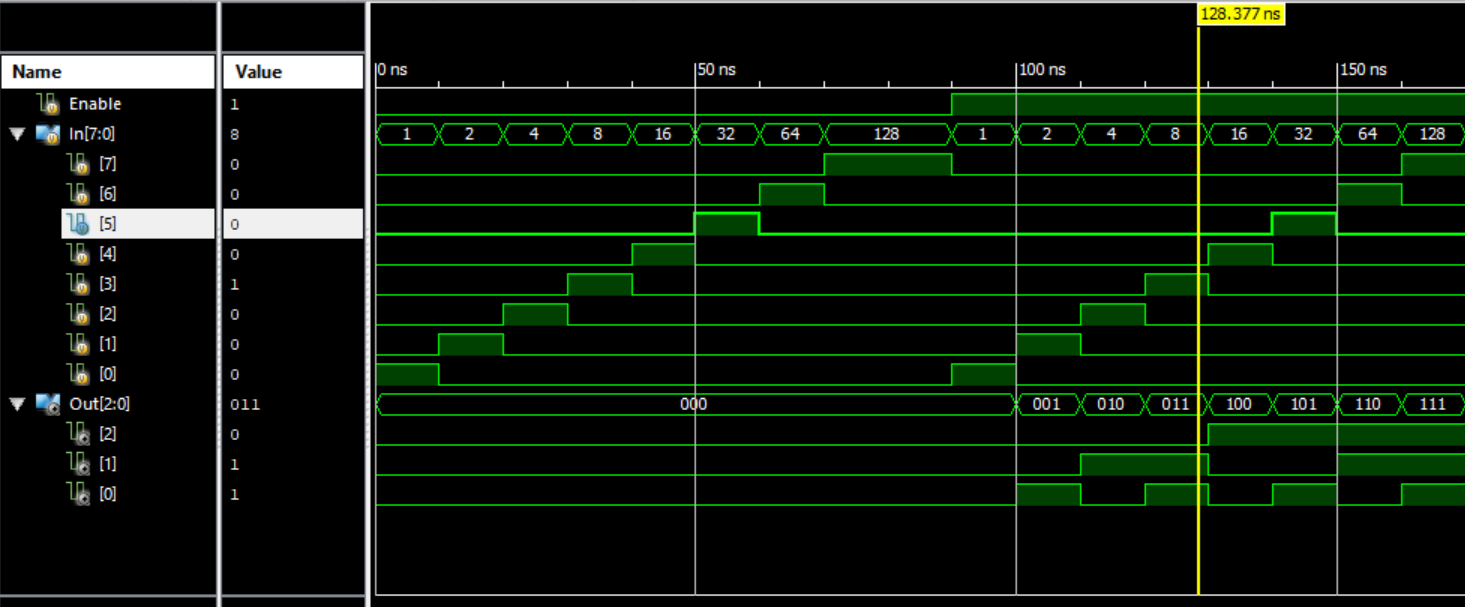 128.377 ns
Name Value 0 ns 50 ns 100 ns 150 ns
Enable 1
In[7:0] 8 1 2 4 8 16 32 64 128 1 2 4 8 16 32 64 128
[7] 0
[6] 0
[5] 0
[4] 0
[3] 1
[2] 0
[1] 0
[0] 0
Out[2:0] 011 000 001 010 011 100 101 110 111
[2] 0
[1] 1
[0] 1